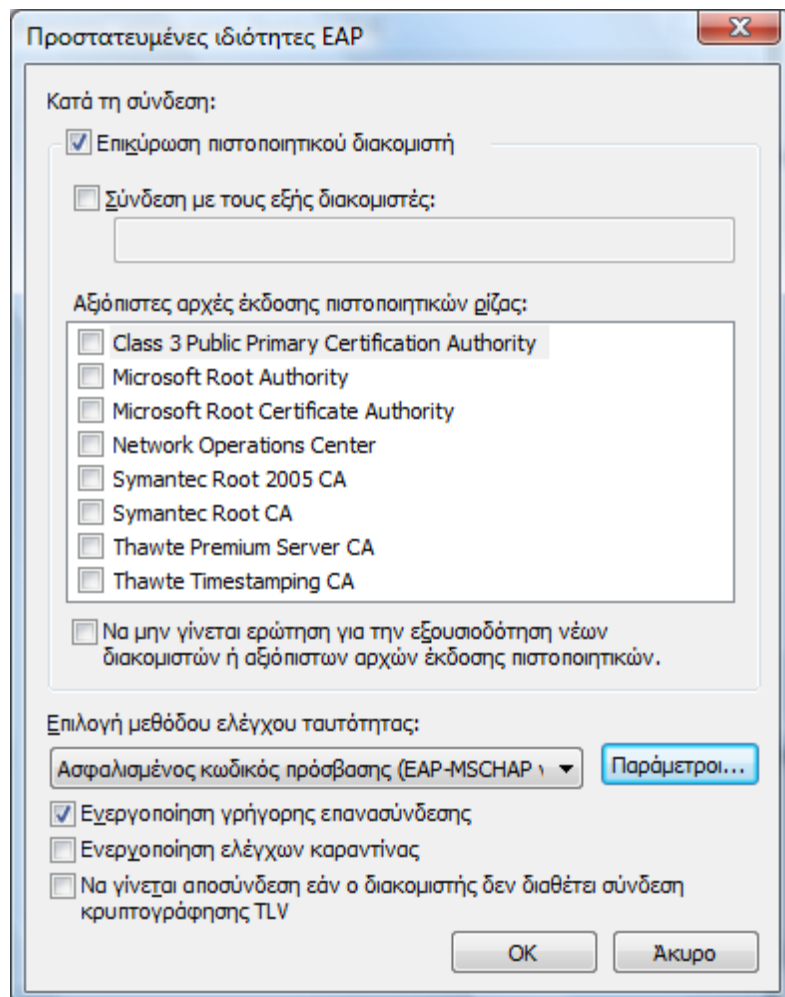 Προστατευμένες ιδιότητες EAP
Κατά τη σύνδεση:
Επικύρωση πιστοποιητικού διακομιστή
Σύνδεση με τους εξής διακομιστές:
Αξιόπιστες αρχές έκδοσης πιστοποιητικών ρίζας:
Class 3 Public Primary Certification Authority
Microsoft Root Authority
Microsoft Root Certificate Authority
Network Operations Center
Symantec Root 2005 CA
Symantec Root CA
Thawte Premium Server CA
Thawte Timestamping CA
Να μην γίνεται ερώτηση για την εξουσιοδότηση νέων
διακομιστών ή αξιόπιστων αρχών έκδοσης πιστοποιητικών.
Επιλογή μεθόδου ελέγχου ταυτότητας:
Ασφαλισμένος κωδικός πρόσβασης (EAP-MSCHAP v
Παράμετροι...
Ενεργοποίηση γρήγορης επανασύνδεσης
Ενεργοποίηση ελέγχων καραντίνας
Να γίνεται αποσύνδεση εάν ο διακομιστής δεν διαθέτει σύνδεση
κρυπτογράφησης TLV
OK
Άκυρο